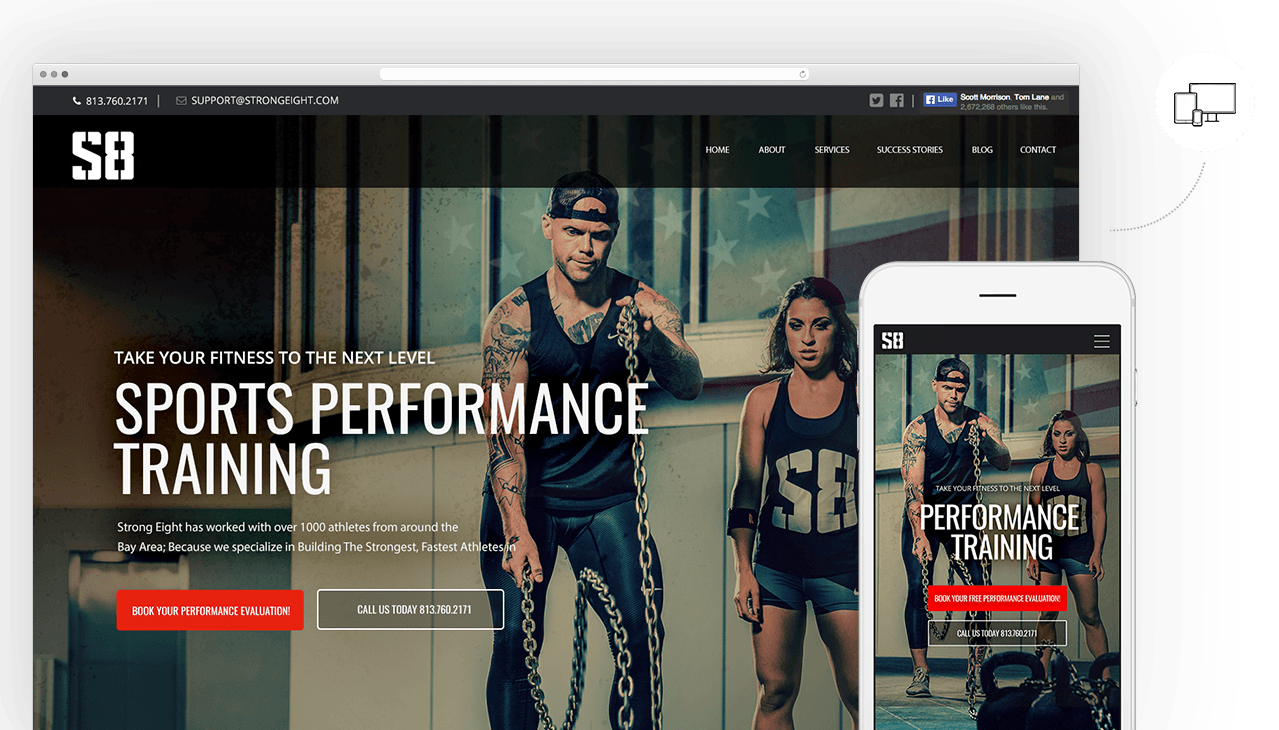 813.760.2171 | SUPPORT@STRONGEIGHT.COM
Like Scott Morrison, Tom Lane and
2,672,268 others like this.
S8
HOME ABOUT SERVICES SUCCESS STORIES BLOG CONTACT
TAKE YOUR FITNESS TO THE NEXT LEVEL
SPORTS PERFORMANCE
TRAINING
Strong Eight has worked with over 1000 athletes from around the
Bay Area; Because we specialize in Building The Strongest, Fastest Athletes in
BOOK YOUR PERFORMANCE EVALUATION!
CALL US TODAY 813.760.2171
S8
S8
TAKE YOUR FITNESS TO THE NEXT LEVEL
PERFORMANCE
TRAINING
BOOK YOUR FREE PERFORMANCE EVALUATION!
CALL US TODAY 813.760.2171
S8